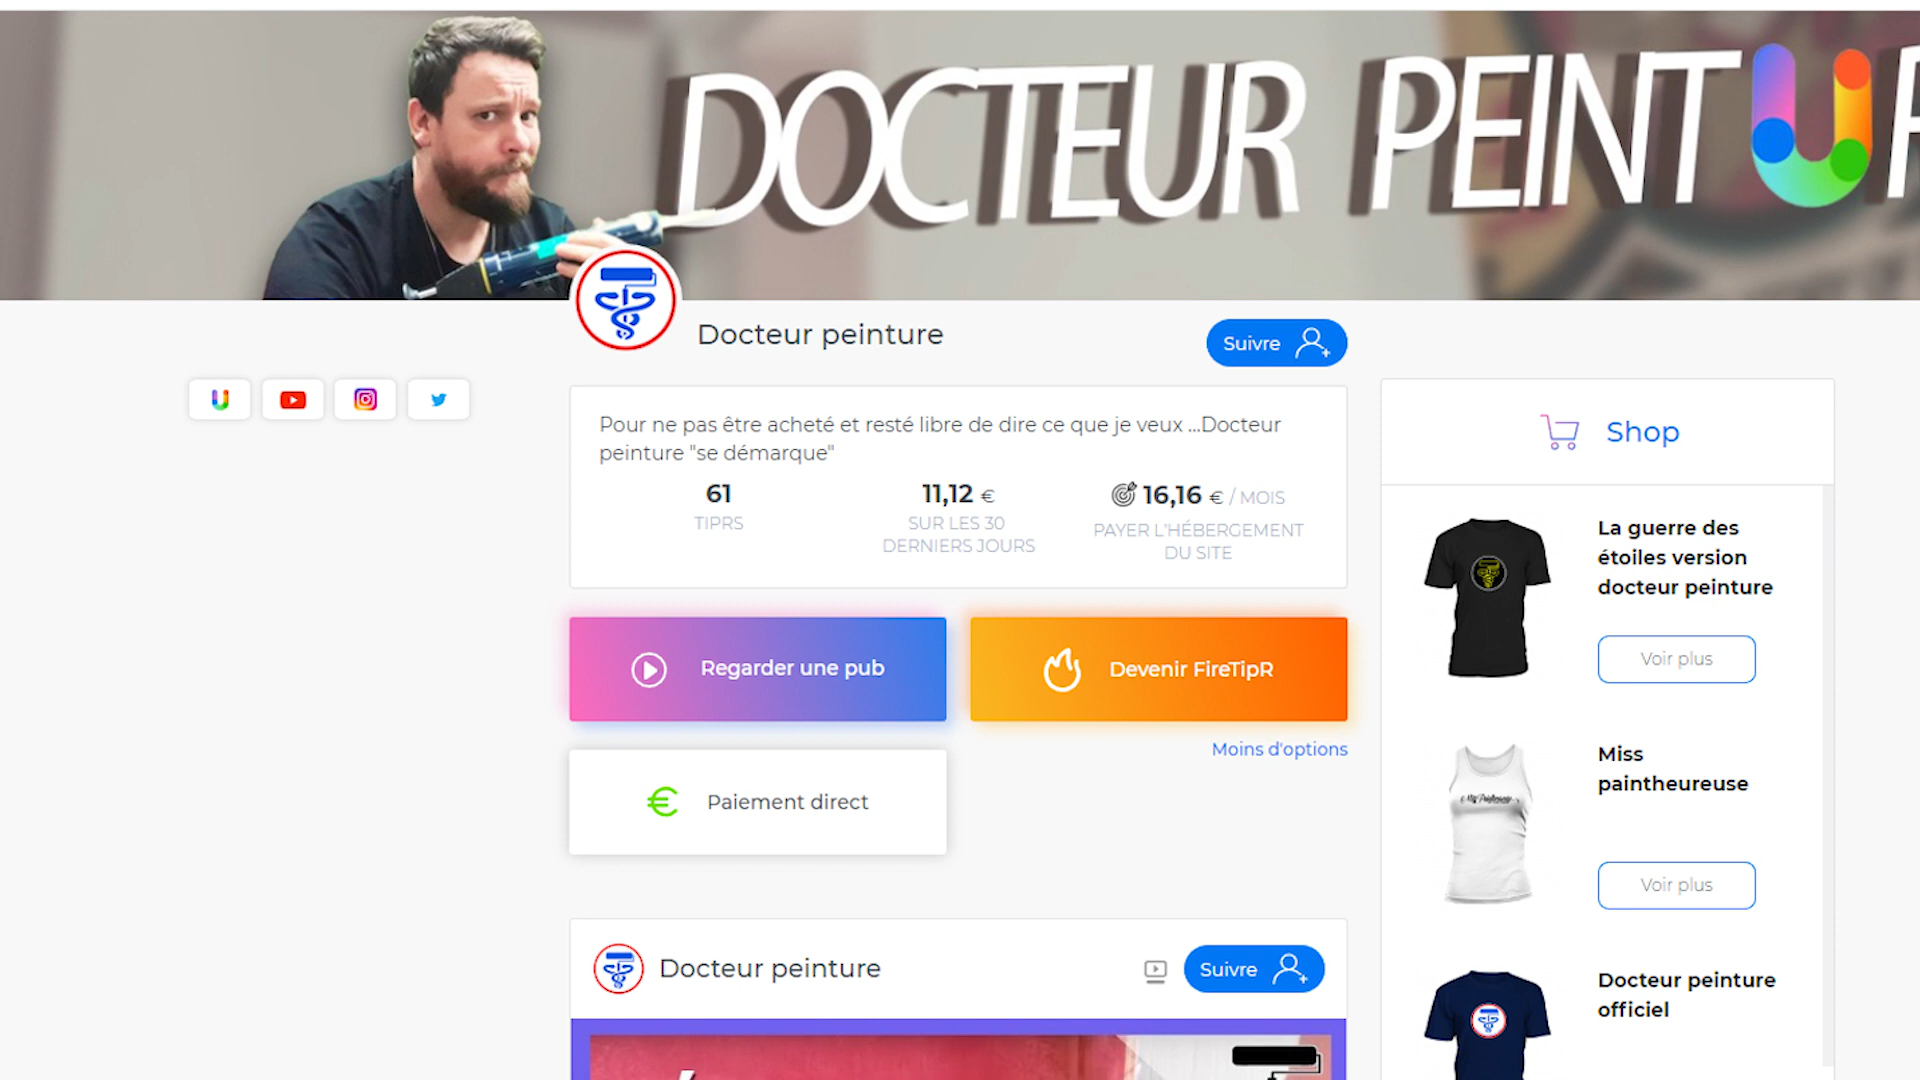 DOCTEUR PEINTUR
Docteur peinture
Suivre
Pour ne pas être acheté et resté libre de dire ce que je veux ...Docteur
peinture "se démarque"
61
TIPRS
11,12 €
SUR LES 30
DERNIERS JOURS
16,16 € / MOIS
PAYER L'HÉBERGEMENT
DU SITE
Regarder une pub
Devenir FireTipR
Moins d'options
€ Paiement direct
Docteur peinture
Suivre
Shop
La guerre des
étoiles version
docteur peinture
Voir plus
Miss
paintheureuse
Voir plus
Docteur peinture
officiel